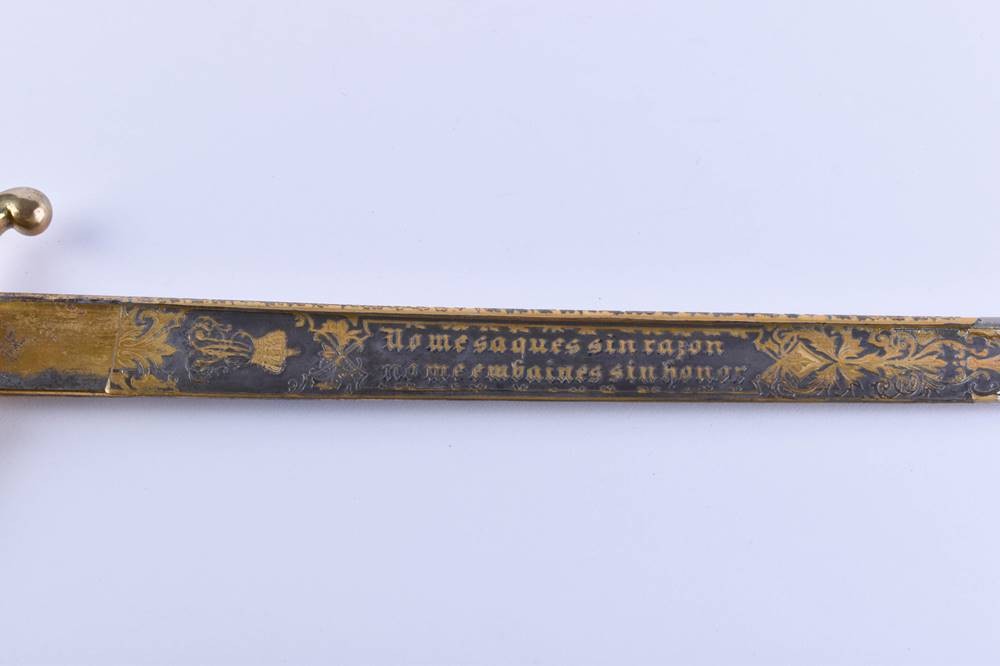 No me saques sin razon
no me embaines sin honor